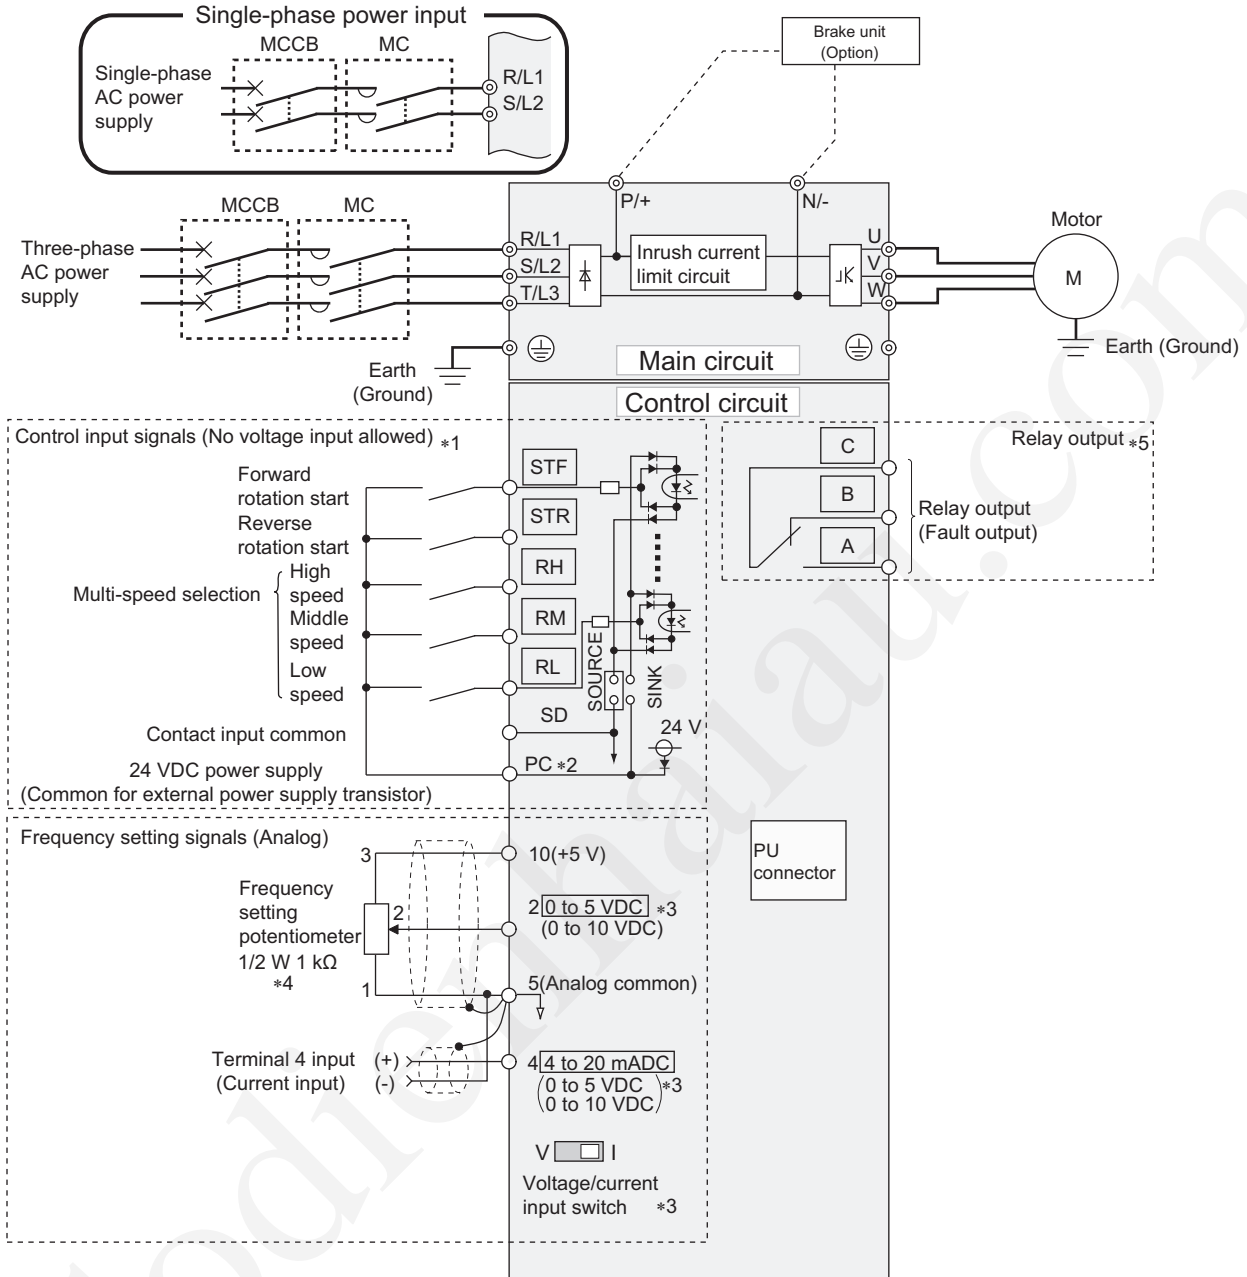 Single-phase power input
MCCB
MC
Single-phase
AC power
supply
R/L1
S/L2
Brake unit
(Option)
MCCB
MC
Three-phase
AC power
supply
R/L1
S/L2
T/L3
P/+
N/-
Inrush current
limit circuit
U
V
W
Motor
M
Earth (Ground)
Earth
(Ground)
Main circuit
Control circuit
Control input signals (No voltage input allowed) *1
Forward
rotation start
Reverse
rotation start
Multi-speed selection
High
speed
Middle
speed
Low
speed
Contact input common
24 VDC power supply
(Common for external power supply transistor)
STF
STR
RH
RM
RL
SD
PC *2
SOURCE
SINK
24 V
Relay output *5
C
B
A
Relay output
(Fault output)
Frequency setting signals (Analog)
3
2
1
Frequency
setting
potentiometer
1/2 W 1 kΩ
*4
10(+5 V)
2 0 to 5 VDC *3
(0 to 10 VDC)
5(Analog common)
Terminal 4 input
(Current input)
(+)
(-)
4 4 to 20 mADC
(0 to 5 VDC
0 to 10 VDC) *3
V
I
Voltage/current
input switch *3
PU
connector
odienhaiau.com